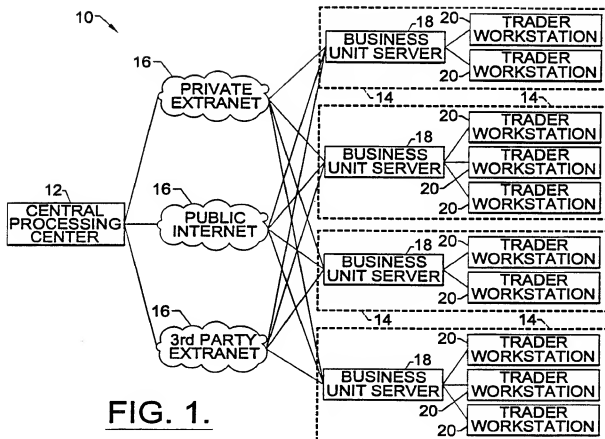 10
16
PRIVATE
EXTRANET
12
CENTRAL
PROCESSING
CENTER
16
PUBLIC
INTERNET
16
3rd PARTY
EXTRANET
18
BUSINESS
UNIT SERVER
20
TRADER
WORKSTATION
20
TRADER
WORKSTATION
14
14
18
BUSINESS
UNIT SERVER
20
TRADER
WORKSTATION
20
TRADER
WORKSTATION
TRADER
WORKSTATION
18
BUSINESS
UNIT SERVER
20
TRADER
WORKSTATION
20
TRADER
WORKSTATION
14
14
18
BUSINESS
UNIT SERVER
20
TRADER
WORKSTATION
20
TRADER
WORKSTATION
TRADER
WORKSTATION
FIG. 1.